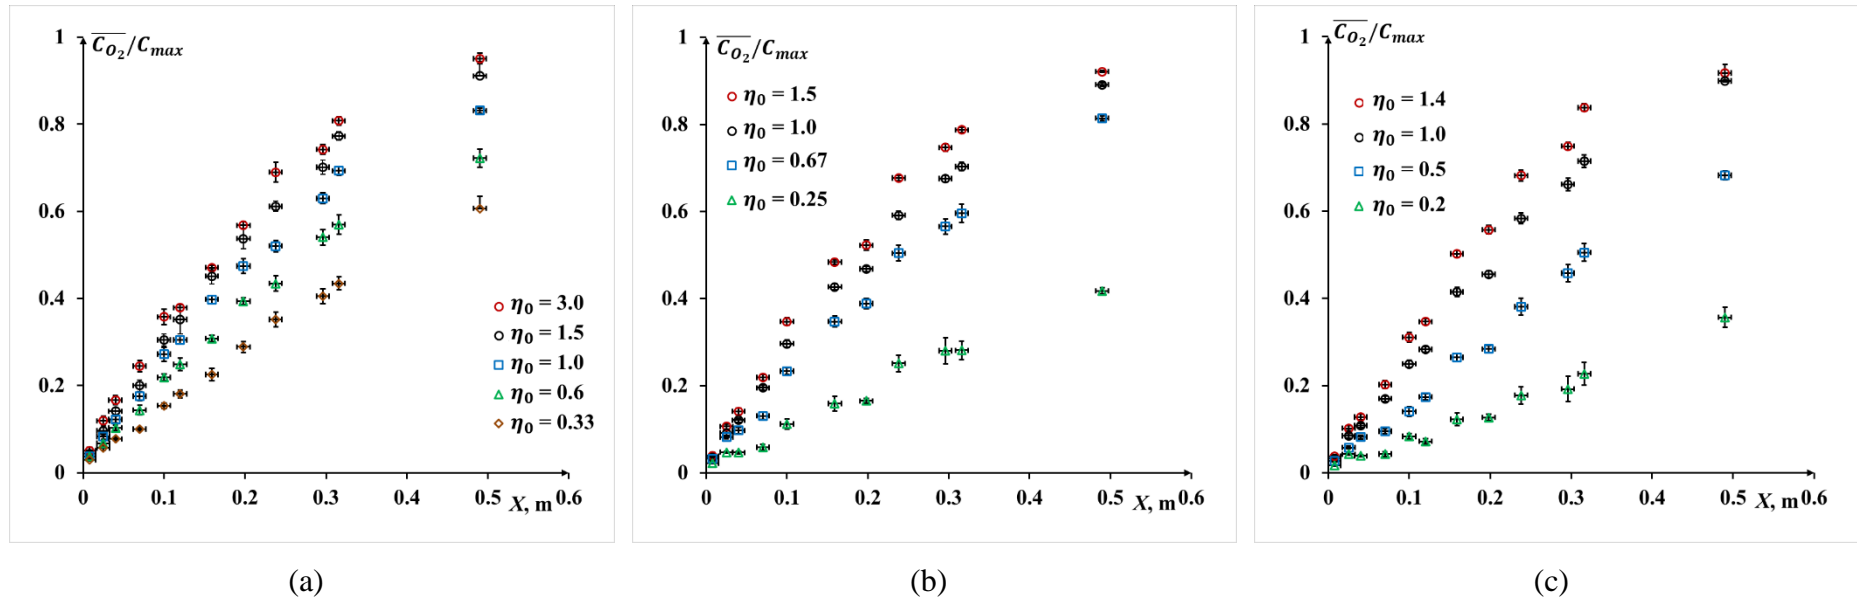 1
C̅O₂/Cmax
0.8
0.6
0.4
0.2
0
η₀ = 3.0
η₀ = 1.5
η₀ = 1.0
η₀ = 0.6
η₀ = 0.33
0 0.1 0.2 0.3 0.4 0.5 0.6
X, m
(a)
1
C̅O₂/Cmax
0.8
0.6
0.4
0.2
0
η₀ = 1.5
η₀ = 1.0
η₀ = 0.67
η₀ = 0.25
0 0.1 0.2 0.3 0.4 0.5 0.6
X, m
(b)
1
C̅O₂/Cmax
0.8
0.6
0.4
0.2
0
η₀ = 1.4
η₀ = 1.0
η₀ = 0.5
η₀ = 0.2
0 0.1 0.2 0.3 0.4 0.5 0.6
X, m
(c)